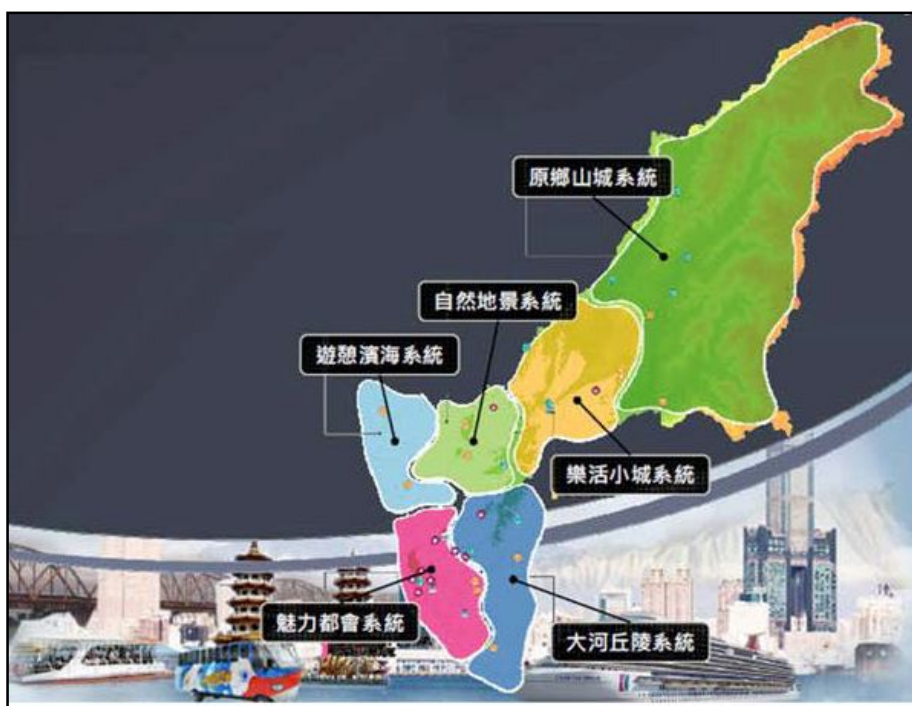 原鄉山城系統
自然地景系統
遊憩濱海系統
樂活小城系統
魅力都會系統
大河丘陵系統